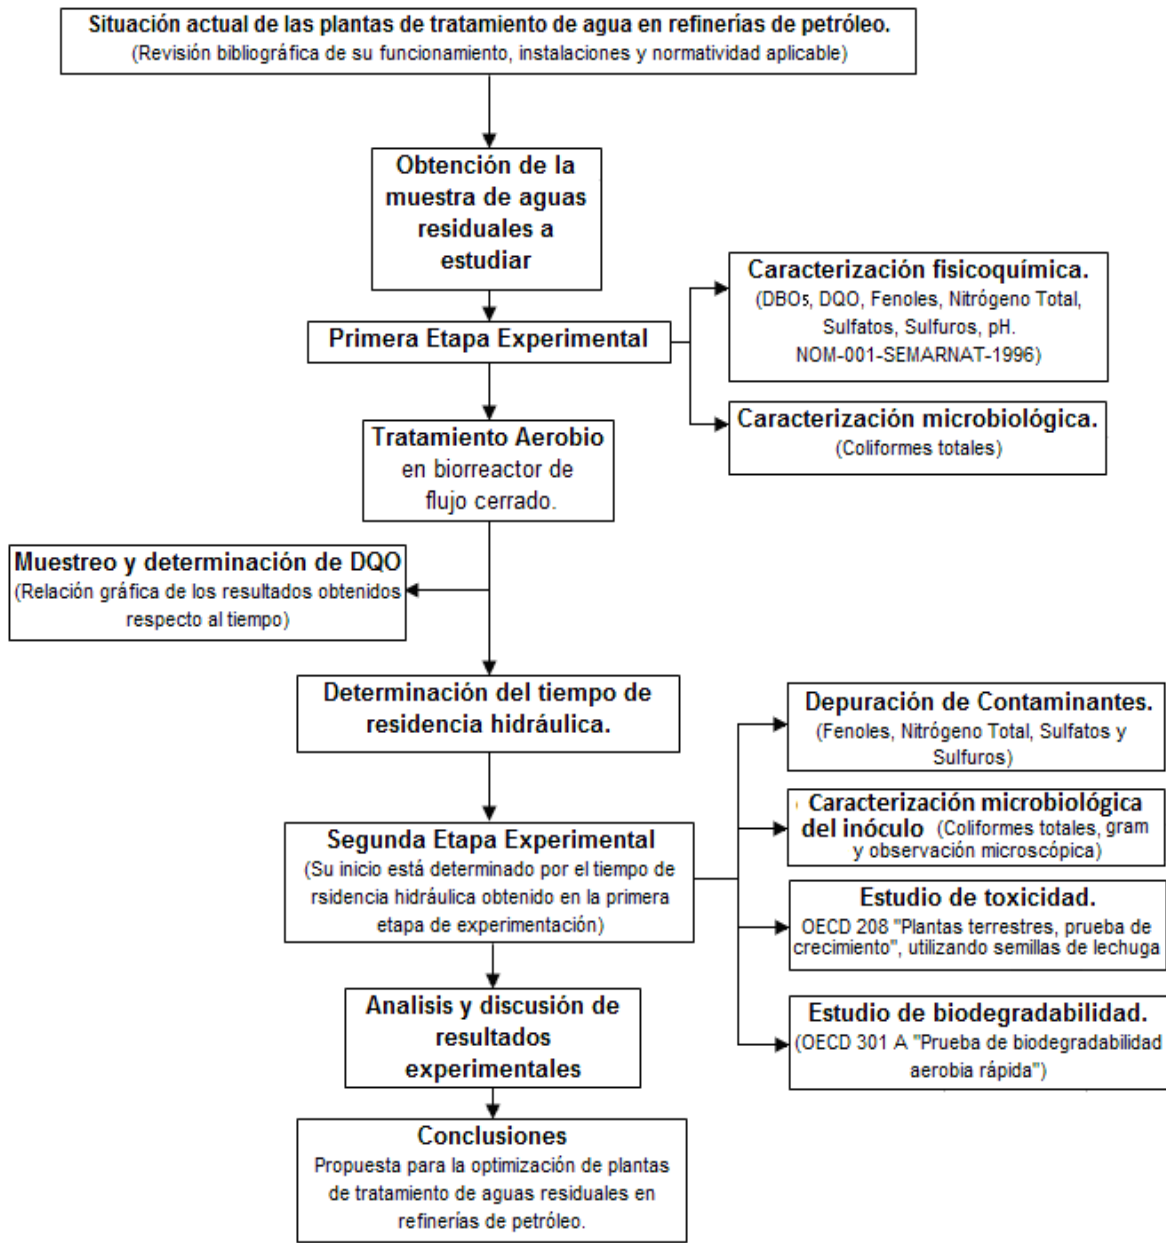 Situación actual de las plantas de tratamiento de agua en refinerías de petróleo.
(Revisión bibliográfica de su funcionamiento, instalaciones y normatividad aplicable)
Obtención de la
muestra de aguas
residuales a
estudiar
Primera Etapa Experimental
Caracterización fisicoquímica.
(DBO5, DQO, Fenoles, Nitrógeno Total,
Sulfatos, Sulfuros, pH.
NOM-001-SEMARNAT-1996)
Caracterización microbiológica.
(Coliformes totales)
Tratamiento Aerobio
en biorreactor de
flujo cerrado.
Muestreo y determinación de DQO
(Relación gráfica de los resultados obtenidos
respecto al tiempo)
Determinación del tiempo de
residencia hidráulica.
Segunda Etapa Experimental
(Su inicio está determinado por el tiempo de
rsidencia hidráulica obtenido en la primera
etapa de experimentación)
Depuración de Contaminantes.
(Fenoles, Nitrógeno Total, Sulfatos y
Sulfuros)
Caracterización microbiológica
del inóculo (Coliformes totales, gram
y observación microscópica)
Estudio de toxicidad.
OECD 208 "Plantas terrestres, prueba de
crecimiento", utilizando semillas de lechuga
Estudio de biodegradabilidad.
(OECD 301 A "Prueba de biodegradabilidad
aerobia rápida")
Analisis y discusión de
resultados
experimentales
Conclusiones
Propuesta para la optimización de plantas
de tratamiento de aguas residuales en
refinerías de petróleo.